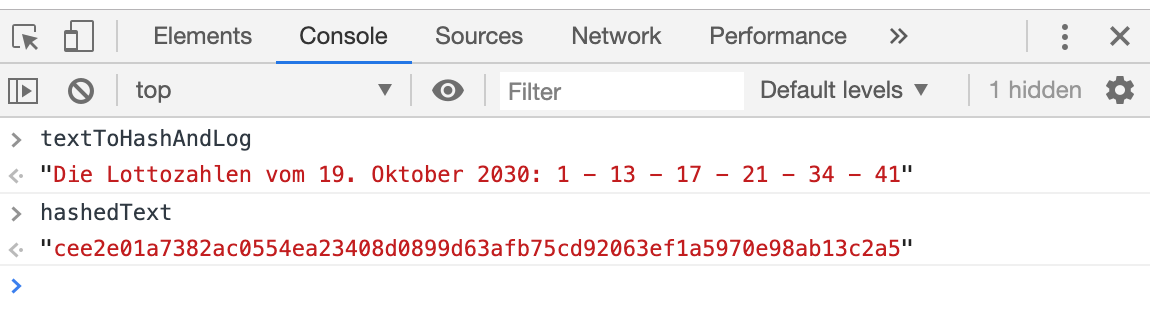 Elements Console Sources Network Performance »
top Filter Default levels 1 hidden
textToHashAndLog
"Die Lottozahlen vom 19. Oktober 2030: 1 – 13 – 17 – 21 – 34 – 41"
hashedText
"cee2e01a7382ac0554ea23408d0899d63afb75cd92063ef1a5970e98ab13c2a5"